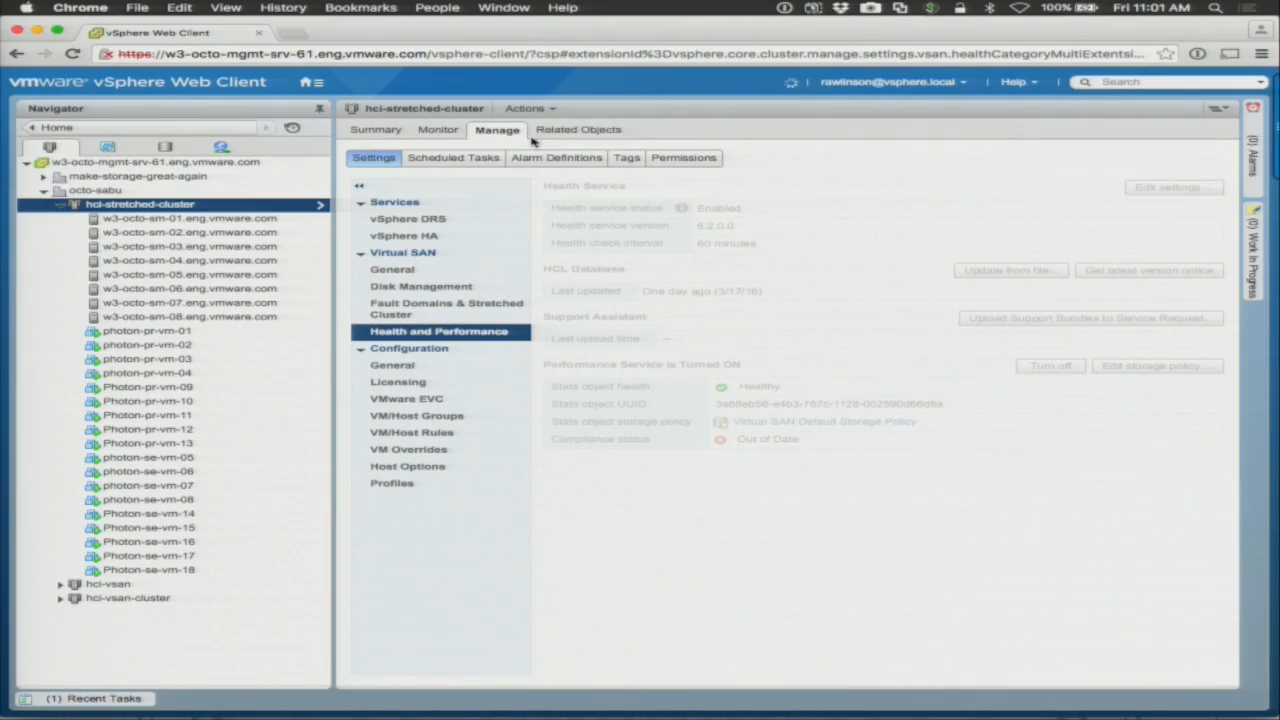 Chrome File Edit View History Bookmarks People Window Help 100% Fri 11:01 AM
vSphere Web Client
https://w3-octo-mgmt-srv-61.eng.vmware.com/vsphere-client/?csp#extensionId%3Dvsphere.core.cluster.manage.settings.vsan.healthCategoryMultiExtentsi...
vmware® vSphere Web Client
rawlinson@vsphere.local
Help
Search
Navigator
Home
w3-octo-mgmt-srv-61.eng.vmware.com
make-storage-great-again
octo-sabu
hci-stretched-cluster
w3-octo-sm-01.eng.vmware.com
w3-octo-sm-02.eng.vmware.com
w3-octo-sm-03.eng.vmware.com
w3-octo-sm-04.eng.vmware.com
w3-octo-sm-05.eng.vmware.com
w3-octo-sm-06.eng.vmware.com
w3-octo-sm-07.eng.vmware.com
w3-octo-sm-08.eng.vmware.com
photon-pr-vm-01
photon-pr-vm-02
photon-pr-vm-03
photon-pr-vm-04
Photon-pr-vm-09
Photon-pr-vm-10
Photon-pr-vm-11
Photon-pr-vm-12
Photon-pr-vm-13
photon-se-vm-05
photon-se-vm-06
photon-se-vm-07
photon-se-vm-08
Photon-se-vm-14
Photon-se-vm-15
Photon-se-vm-16
Photon-se-vm-17
Photon-se-vm-18
hci-vsan
hci-vsan-cluster
hci-stretched-cluster Actions
Summary Monitor Manage Related Objects
Settings Scheduled Tasks Alarm Definitions Tags Permissions
Services
vSphere DRS
vSphere HA
Virtual SAN
General
Disk Management
Fault Domains & Stretched
Cluster
Health and Performance
Configuration
General
Licensing
VMware EVC
VM/Host Groups
VM/Host Rules
VM Overrides
Host Options
Profiles
Health Service Edit settings ...
Health service status Enabled
Health service version 6.2.0.0
Health check interval 60 minutes
HCL Database Update from file... Get latest version online
Last updated One day ago (3/17/16)
Support Assistant Upload Support Bundles to Service Request...
Last upload time --
Performance Service is Turned ON Turn off Edit storage policy ...
Stats object health Healthy
Stats object UUID
Stats object storage policy Virtual SAN Default Storage Policy
Compliance status Out of Date
(0) Alarms
(0) Work In Progress
(1) Recent Tasks